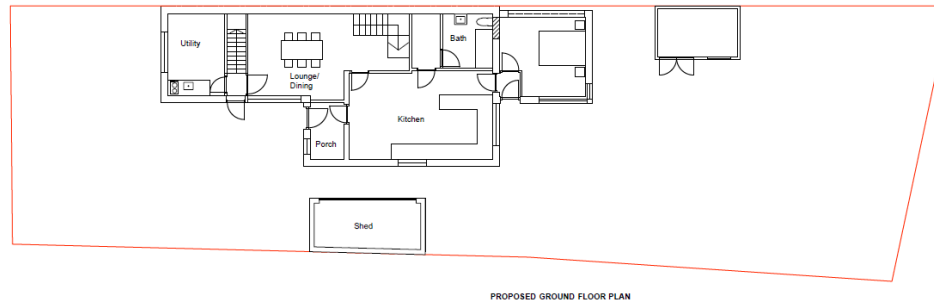 Utility
Lounge/
Dining
Bath
Kitchen
Porch
Shed
PROPOSED GROUND FLOOR PLAN